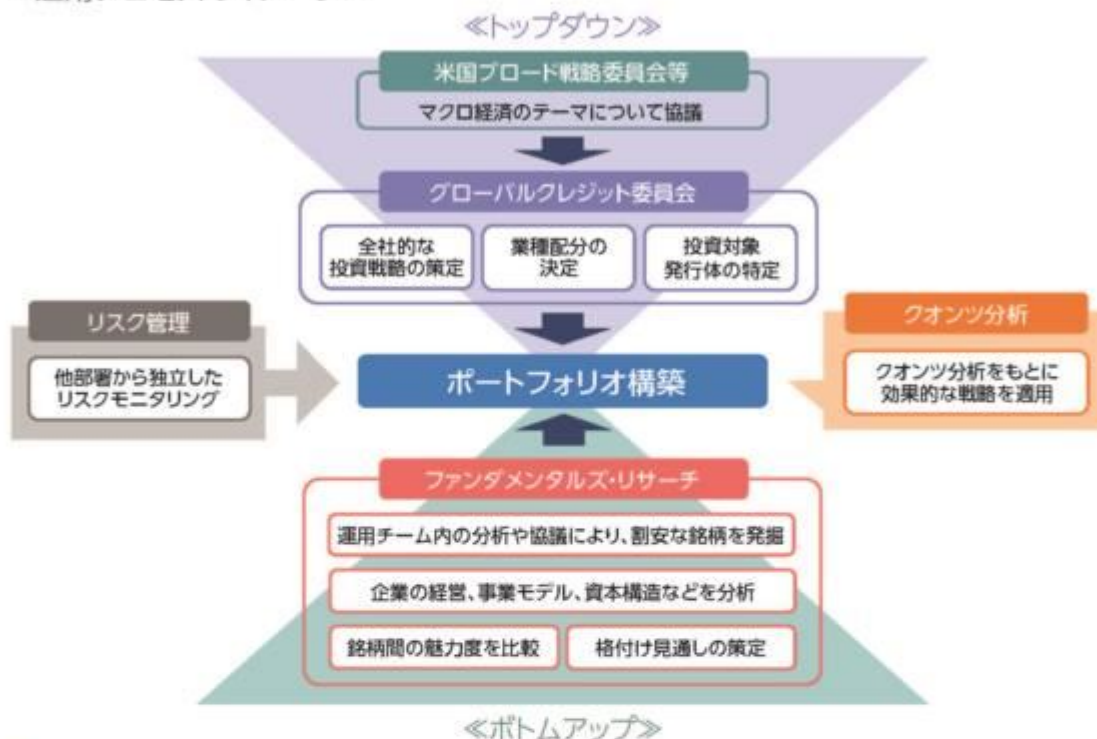 ≪トップダウン≫
米国ブロード戦略委員会等
マクロ経済のテーマについて協議
グローバルクレジット委員会
全社的な
投資戦略の策定
業種配分の
決定
投資対象
発行体の特定
リスク管理
他部署から独立した
リスクモニタリング
ポートフォリオ構築
クオンツ分析
クオンツ分析をもとに
効果的な戦略を適用
ファンダメンタルズ・リサーチ
運用チーム内の分析や協議により、割安な銘柄を発掘
企業の経営、事業モデル、資本構造などを分析
銘柄間の魅力度を比較
格付け見通しの策定
≪ボトムアップ≫